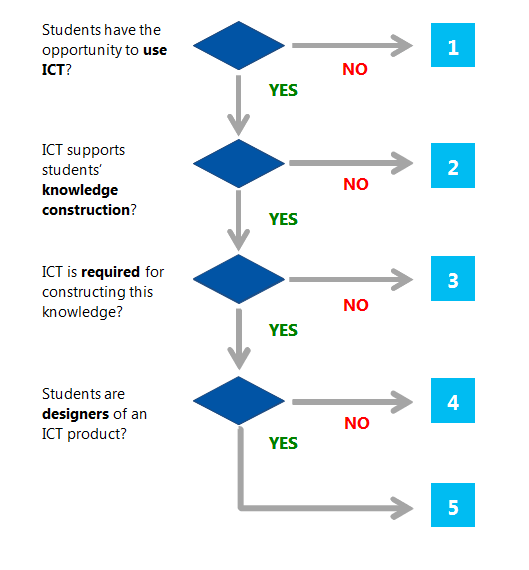 Students have the
opportunity to use
ICT?
1
NO
YES
ICT supports
students’
knowledge
construction?
2
NO
YES
ICT is required for
constructing this
knowledge?
3
NO
YES
Students are
designers of an
ICT product?
4
NO
YES
5